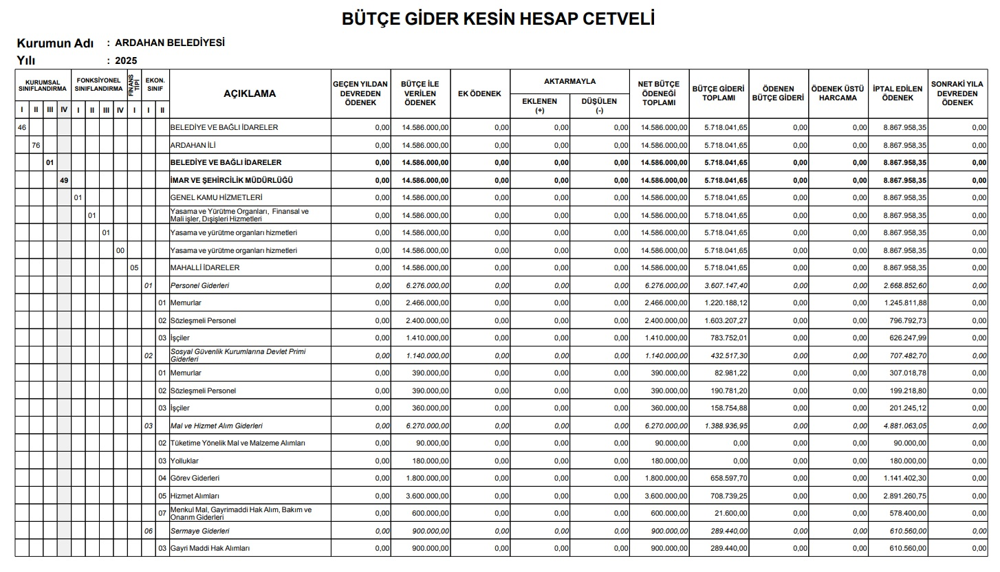 BÜTÇE GİDER KESİN HESAP CETVELİ
Kurumun Adı : ARDAHAN BELEDİYESİ
Yılı : 2025
KURUMSAL SINIFLANDIRMA FONKSİYONEL SINIFLANDIRMA FİNANS TİPİ EKON. SINIF AÇIKLAMA GEÇEN YILDAN DEVREDEN ÖDENEK BÜTÇE İLE VERİLEN ÖDENEK EK ÖDENEK AKTARMAYLA NET BÜTÇE ÖDENEĞİ TOPLAMI BÜTÇE GİDERİ TOPLAMI ÖDENEN BÜTÇE GİDERİ ÖDENEK ÜSTÜ HARCAMA İPTAL EDİLEN ÖDENEK SONRAKİ YILA DEVREDEN ÖDENEK
EKLENEN (+) DÜŞÜLEN (-)
I II III IV I II III IV I I II
46 BELEDİYE VE BAĞLI İDARELER 0,00 14.586.000,00 0,00 0,00 0,00 14.586.000,00 5.718.041,65 0,00 0,00 8.867.958,35 0,00
76 ARDAHAN İLİ 0,00 14.586.000,00 0,00 0,00 0,00 14.586.000,00 5.718.041,65 0,00 0,00 8.867.958,35 0,00
01 BELEDİYE VE BAĞLI İDARELER 0,00 14.586.000,00 0,00 0,00 0,00 14.586.000,00 5.718.041,65 0,00 0,00 8.867.958,35 0,00
49 İMAR VE ŞEHİRCİLİK MÜDÜRLÜĞÜ 0,00 14.586.000,00 0,00 0,00 0,00 14.586.000,00 5.718.041,65 0,00 0,00 8.867.958,35 0,00
01 GENEL KAMU HİZMETLERİ 0,00 14.586.000,00 0,00 0,00 0,00 14.586.000,00 5.718.041,65 0,00 0,00 8.867.958,35 0,00
01 Yasama ve Yürütme Organları, Finansal ve Mali işler, Dışişleri Hizmetleri 0,00 14.586.000,00 0,00 0,00 0,00 14.586.000,00 5.718.041,65 0,00 0,00 8.867.958,35 0,00
01 Yasama ve yürütme organları hizmetleri 0,00 14.586.000,00 0,00 0,00 0,00 14.586.000,00 5.718.041,65 0,00 0,00 8.867.958,35 0,00
00 Yasama ve yürütme organları hizmetleri 0,00 14.586.000,00 0,00 0,00 0,00 14.586.000,00 5.718.041,65 0,00 0,00 8.867.958,35 0,00
05 MAHALLİ İDARELER 0,00 14.586.000,00 0,00 0,00 0,00 14.586.000,00 5.718.041,65 0,00 0,00 8.867.958,35 0,00
01 Personel Giderleri 0,00 6.276.000,00 0,00 0,00 0,00 6.276.000,00 3.607.147,40 0,00 0,00 2.668.852,60 0,00
01 Memurlar 0,00 2.466.000,00 0,00 0,00 0,00 2.466.000,00 1.220.188,12 0,00 0,00 1.245.811,88 0,00
02 Sözleşmeli Personel 0,00 2.400.000,00 0,00 0,00 0,00 2.400.000,00 1.603.207,27 0,00 0,00 796.792,73 0,00
03 İşçiler 0,00 1.410.000,00 0,00 0,00 0,00 1.410.000,00 783.752,01 0,00 0,00 626.247,99 0,00
02 Sosyal Güvenlik Kurumlarına Devlet Primi Giderleri 0,00 1.140.000,00 0,00 0,00 0,00 1.140.000,00 432.517,30 0,00 0,00 707.482,70 0,00
01 Memurlar 0,00 390.000,00 0,00 0,00 0,00 390.000,00 82.981,22 0,00 0,00 307.018,78 0,00
02 Sözleşmeli Personel 0,00 390.000,00 0,00 0,00 0,00 390.000,00 190.781,20 0,00 0,00 199.218,80 0,00
03 İşçiler 0,00 360.000,00 0,00 0,00 0,00 360.000,00 158.754,88 0,00 0,00 201.245,12 0,00
03 Mal ve Hizmet Alım Giderleri 0,00 6.270.000,00 0,00 0,00 0,00 6.270.000,00 1.388.936,95 0,00 0,00 4.881.063,05 0,00
02 Tüketime Yönelik Mal ve Malzeme Alımları 0,00 90.000,00 0,00 0,00 0,00 90.000,00 0,00 0,00 0,00 90.000,00 0,00
03 Yolluklar 0,00 180.000,00 0,00 0,00 0,00 180.000,00 0,00 0,00 0,00 180.000,00 0,00
04 Görev Giderleri 0,00 1.800.000,00 0,00 0,00 0,00 1.800.000,00 658.597,70 0,00 0,00 1.141.402,30 0,00
05 Hizmet Alımları 0,00 3.600.000,00 0,00 0,00 0,00 3.600.000,00 708.739,25 0,00 0,00 2.891.260,75 0,00
07 Menkul Mal, Gayrimaddi Hak Alım, Bakım ve Onarım Giderleri 0,00 600.000,00 0,00 0,00 0,00 600.000,00 21.600,00 0,00 0,00 578.400,00 0,00
06 Sermaye Giderleri 0,00 900.000,00 0,00 0,00 0,00 900.000,00 289.440,00 0,00 0,00 610.560,00 0,00
03 Gayri Maddi Hak Alımları 0,00 900.000,00 0,00 0,00 0,00 900.000,00 289.440,00 0,00 0,00 610.560,00 0,00